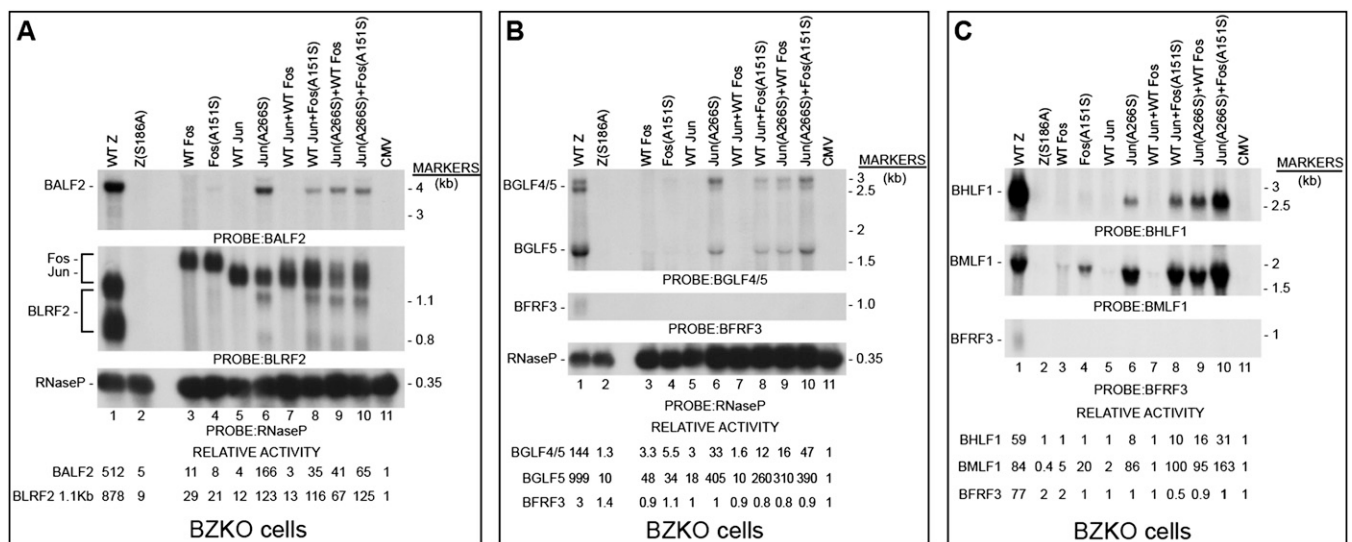 A
WT Z
Z(S186A)
WT Fos
Fos(A151S)
WT Jun
Jun(A266S)
WT Jun+WT Fos
WT Jun+Fos(A151S)
Jun(A266S)+WT Fos
Jun(A266S)+Fos(A151S)
CMV
MARKERS
(kb)
BALF2 -
- 4
- 3
PROBE:BALF2
Fos -
Jun -
BLRF2 -
- 1.1
- 0.8
PROBE:BLRF2
RNaseP -
- 0.35
1 2 3 4 5 6 7 8 9 10 11
PROBE:RNaseP
RELATIVE ACTIVITY
BALF2 512 5 11 8 4 166 3 35 41 65 1
BLRF2 1.1Kb 878 9 29 21 12 123 13 116 67 125 1
BZKO cells
B
WT Z
Z(S186A)
WT Fos
Fos(A151S)
WT Jun
Jun(A266S)
WT Jun+WT Fos
WT Jun+Fos(A151S)
Jun(A266S)+WT Fos
Jun(A266S)+Fos(A151S)
CMV
MARKERS
(kb)
BGLF4/5 -
- 3
- 2.5
BGLF5 -
- 1.5
PROBE:BGLF4/5
BFRF3 -
- 1.0
PROBE:BFRF3
RNaseP -
- 0.35
1 2 3 4 5 6 7 8 9 10 11
PROBE:RNaseP
RELATIVE ACTIVITY
BGLF4/5 144 1.3 3.3 5.5 3 33 1.6 12 16 47 1
BGLF5 999 10 48 34 18 405 10 260 310 390 1
BFRF3 3 1.4 0.9 1.1 1 1 0.9 0.8 0.8 0.9 1
BZKO cells
C
WT Z
Z(S186A)
WT Fos
Fos(A151S)
WT Jun
Jun(A266S)
WT Jun+WT Fos
WT Jun+Fos(A151S)
Jun(A266S)+WT Fos
Jun(A266S)+Fos(A151S)
CMV
MARKERS
(kb)
BHLF1 -
- 3
- 2.5
PROBE:BHLF1
BMLF1 -
- 2
- 1.5
PROBE:BMLF1
BFRF3 -
- 1
1 2 3 4 5 6 7 8 9 10 11
PROBE:BFRF3
RELATIVE ACTIVITY
BHLF1 59 1 1 1 1 8 1 10 16 31 1
BMLF1 84 0.4 5 20 2 86 1 100 95 163 1
BFRF3 77 2 2 1 1 1 1 0.5 0.9 1 1
BZKO cells